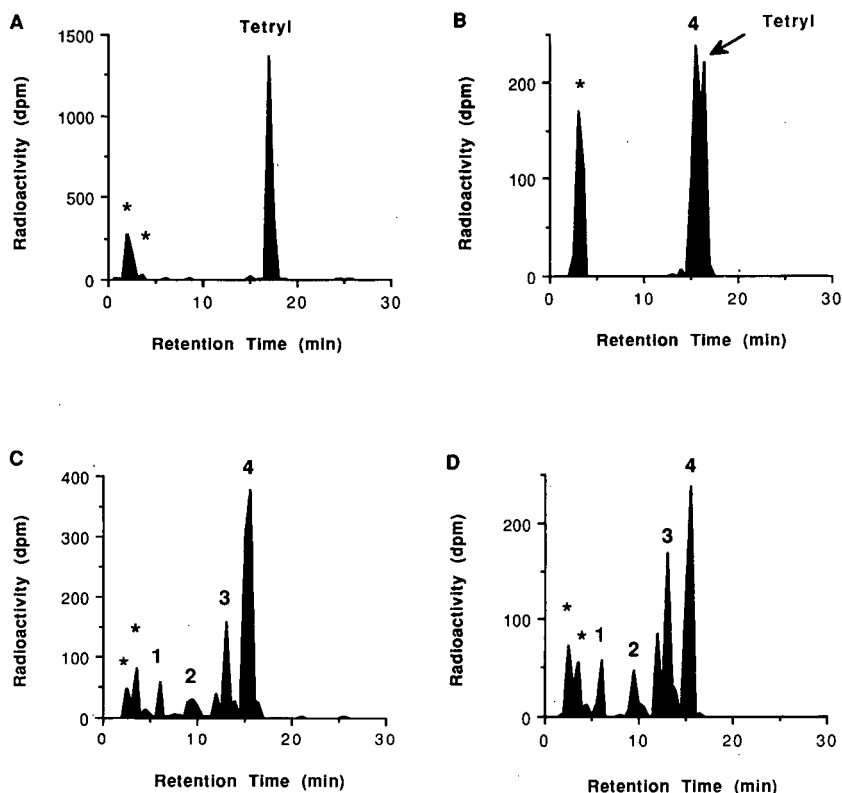 A
Tetryl
1500
1000
500
0
Radioactivity (dpm)
*
*
0 10 20 30
Retention Time (min)
B
4
Tetryl
200
100
0
Radioactivity (dpm)
*
0 10 20 30
Retention Time (min)
C
4
400
300
200
100
0
Radioactivity (dpm)
*
*
1
2
3
0 10 20 30
Retention Time (min)
D
4
200
100
0
Radioactivity (dpm)
*
*
1
2
3
0 10 20 30
Retention Time (min)